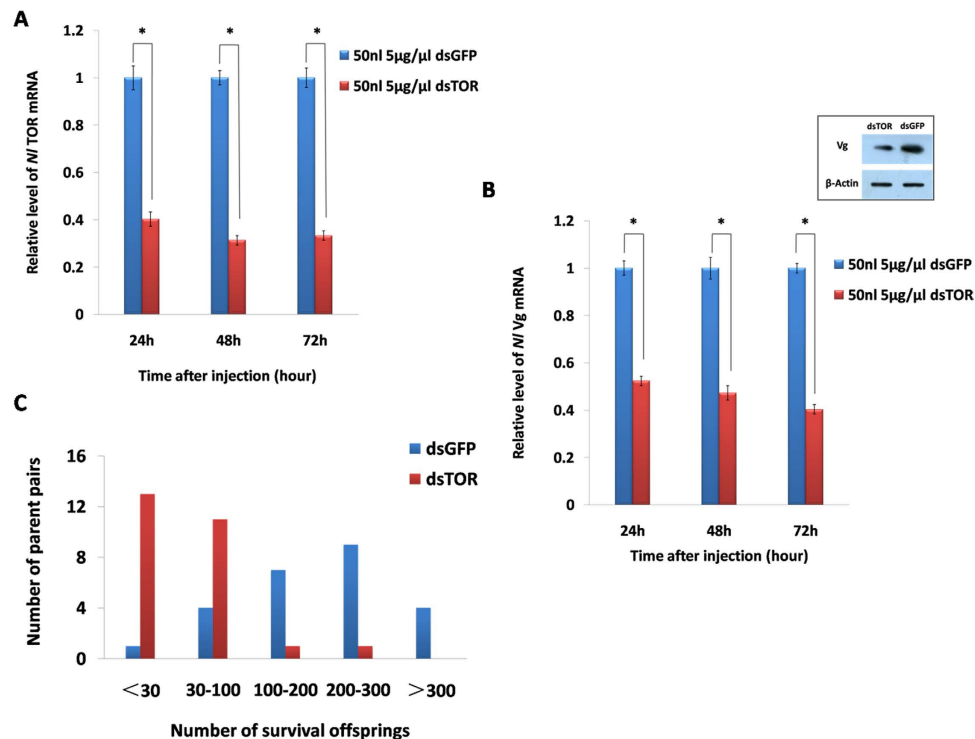 A
Relative level of Nl TOR mRNA
1.2
1
0.8
0.6
0.4
0.2
0
*
*
*
50nl 5μg/μl dsGFP
50nl 5μg/μl dsTOR
24h
48h
72h
Time after injection (hour)
dsTOR dsGFP
Vg
β-Actin
B
Relative level of Nl Vg mRNA
1.2
1
0.8
0.6
0.4
0.2
0
*
*
*
50nl 5μg/μl dsGFP
50nl 5μg/μl dsTOR
24h
48h
72h
Time after injection (hour)
C
dsGFP
dsTOR
Number of parent pairs
16
12
8
4
0
<30
30-100
100-200
200-300
>300
Number of survival offsprings